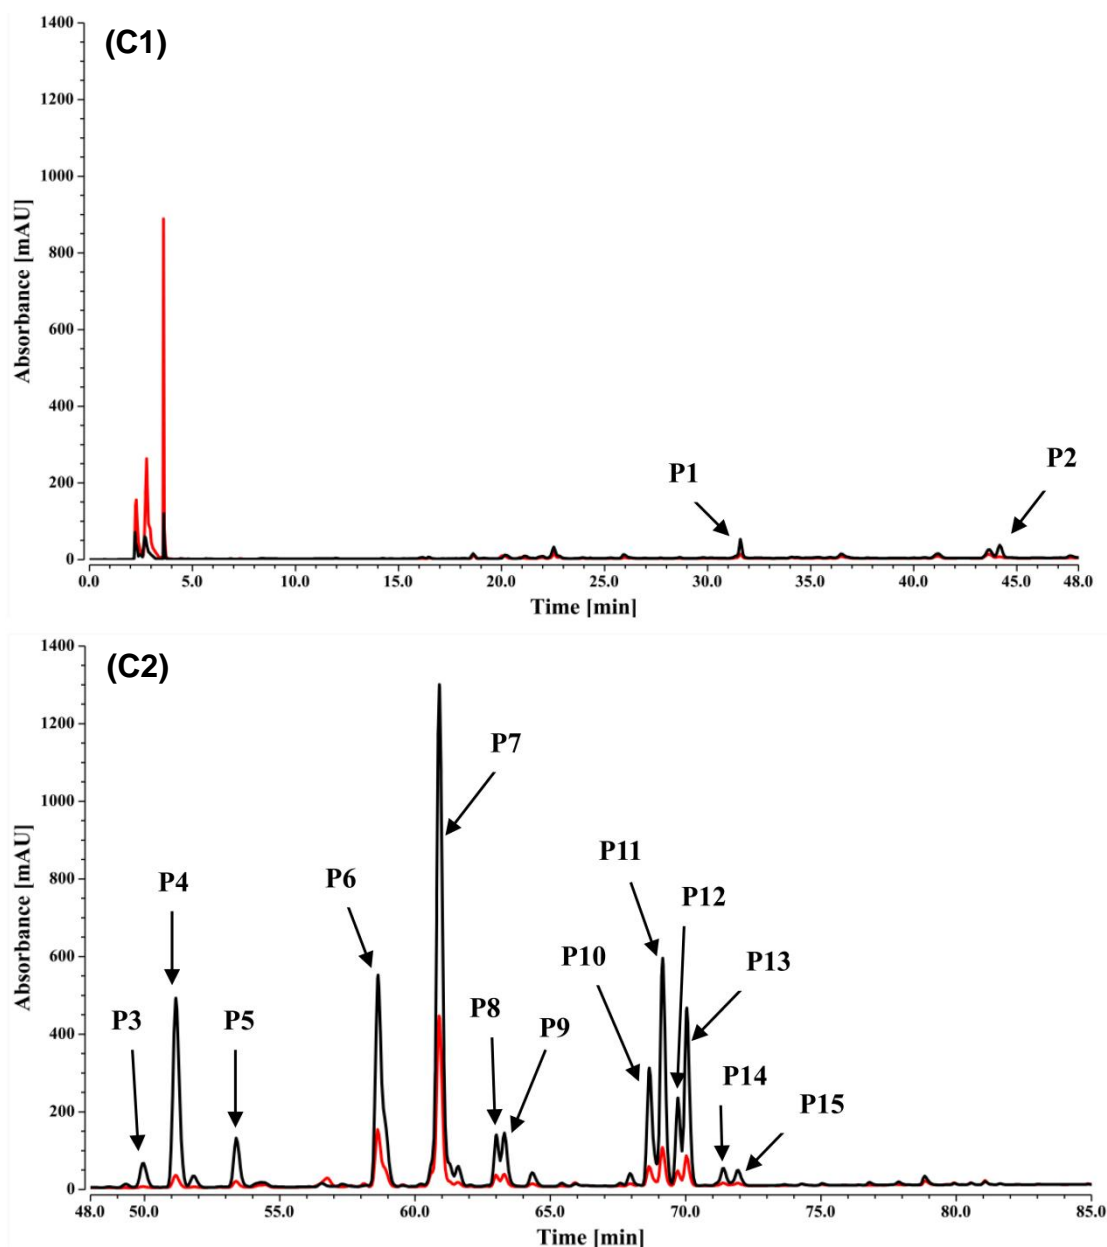 (C1)
1400
1200
1000
800
600
400
200
0
Absorbance [mAU]
P1
P2
0.0 5.0 10.0 15.0 20.0 25.0 30.0 35.0 40.0 45.0 48.0
Time [min]
(C2)
1400
1200
1000
800
600
400
200
0
Absorbance [mAU]
P3
P4
P5
P6
P7
P8
P9
P10
P11
P12
P13
P14
P15
48.0 50.0 55.0 60.0 65.0 70.0 75.0 80.0 85.0
Time [min]